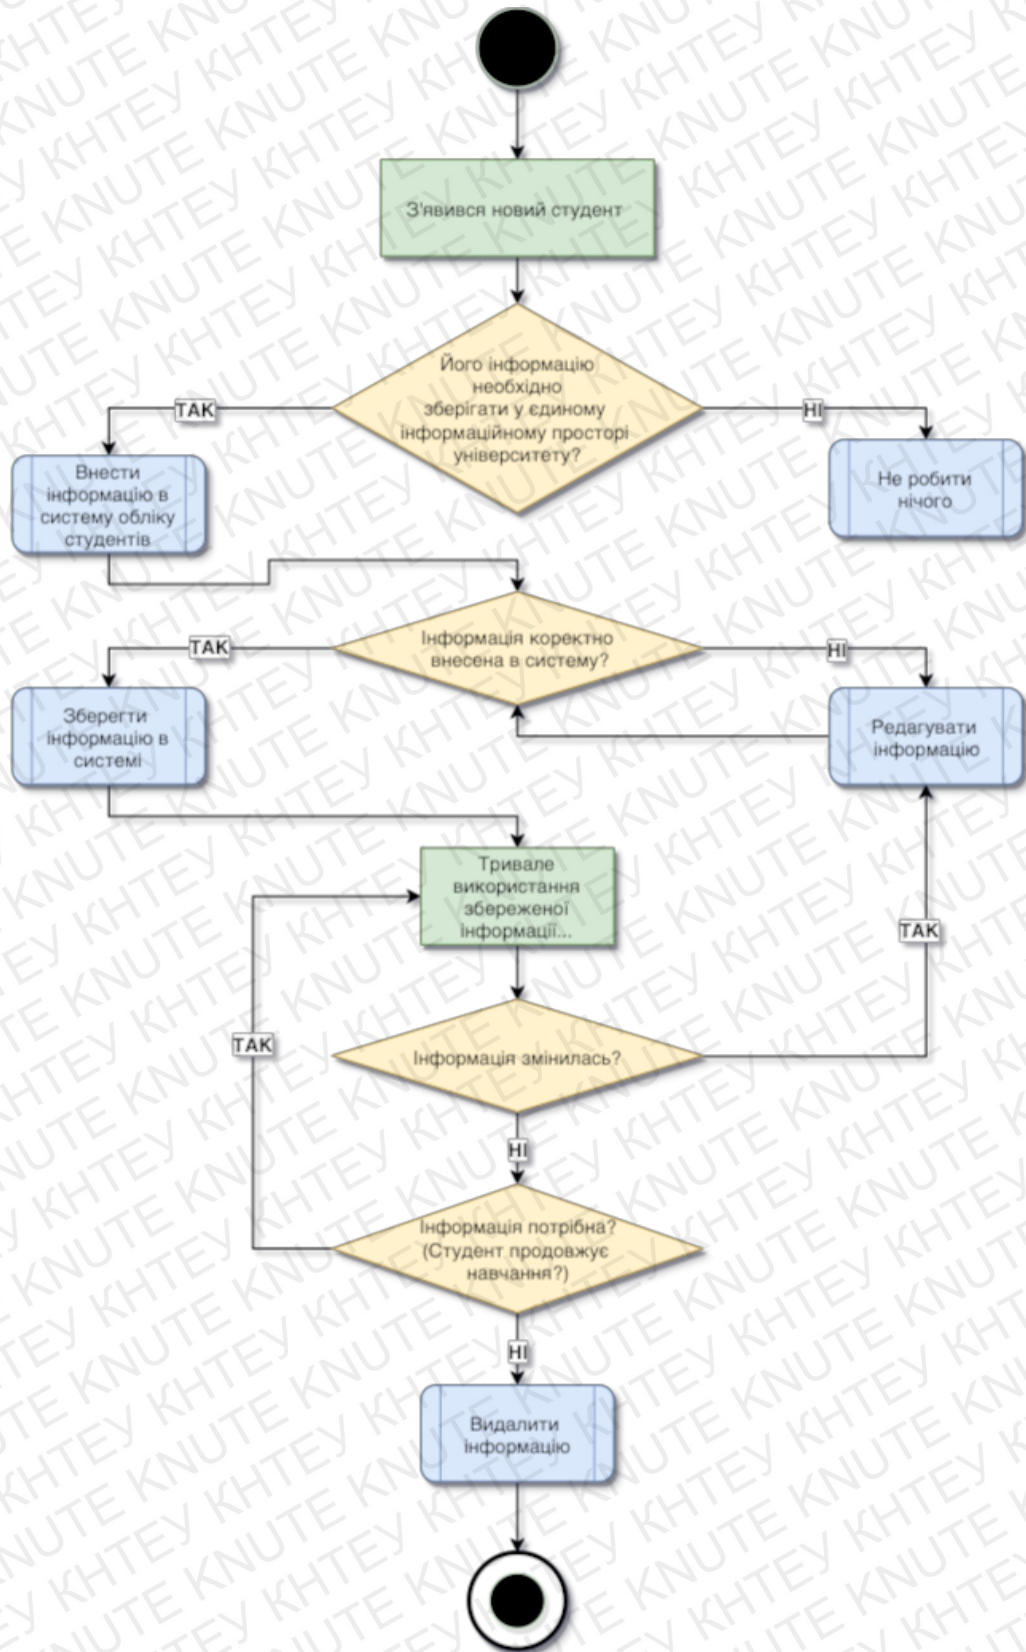 З'явився новий студент
Його інформацію
необхідно
зберігати у єдиному
інформаційному просторі
університету?
ТАК
НІ
Внести
інформацію в
систему обліку
студентів
Не робити
нічого
Інформація коректно
внесена в систему?
ТАК
НІ
Зберегти
інформацію в
системі
Редагувати
інформацію
Тривале
використання
збереженої
інформації...
ТАК
ТАК
Інформація змінилась?
НІ
Інформація потрібна?
(Студент продовжує
навчання?)
НІ
Видалити
інформацію